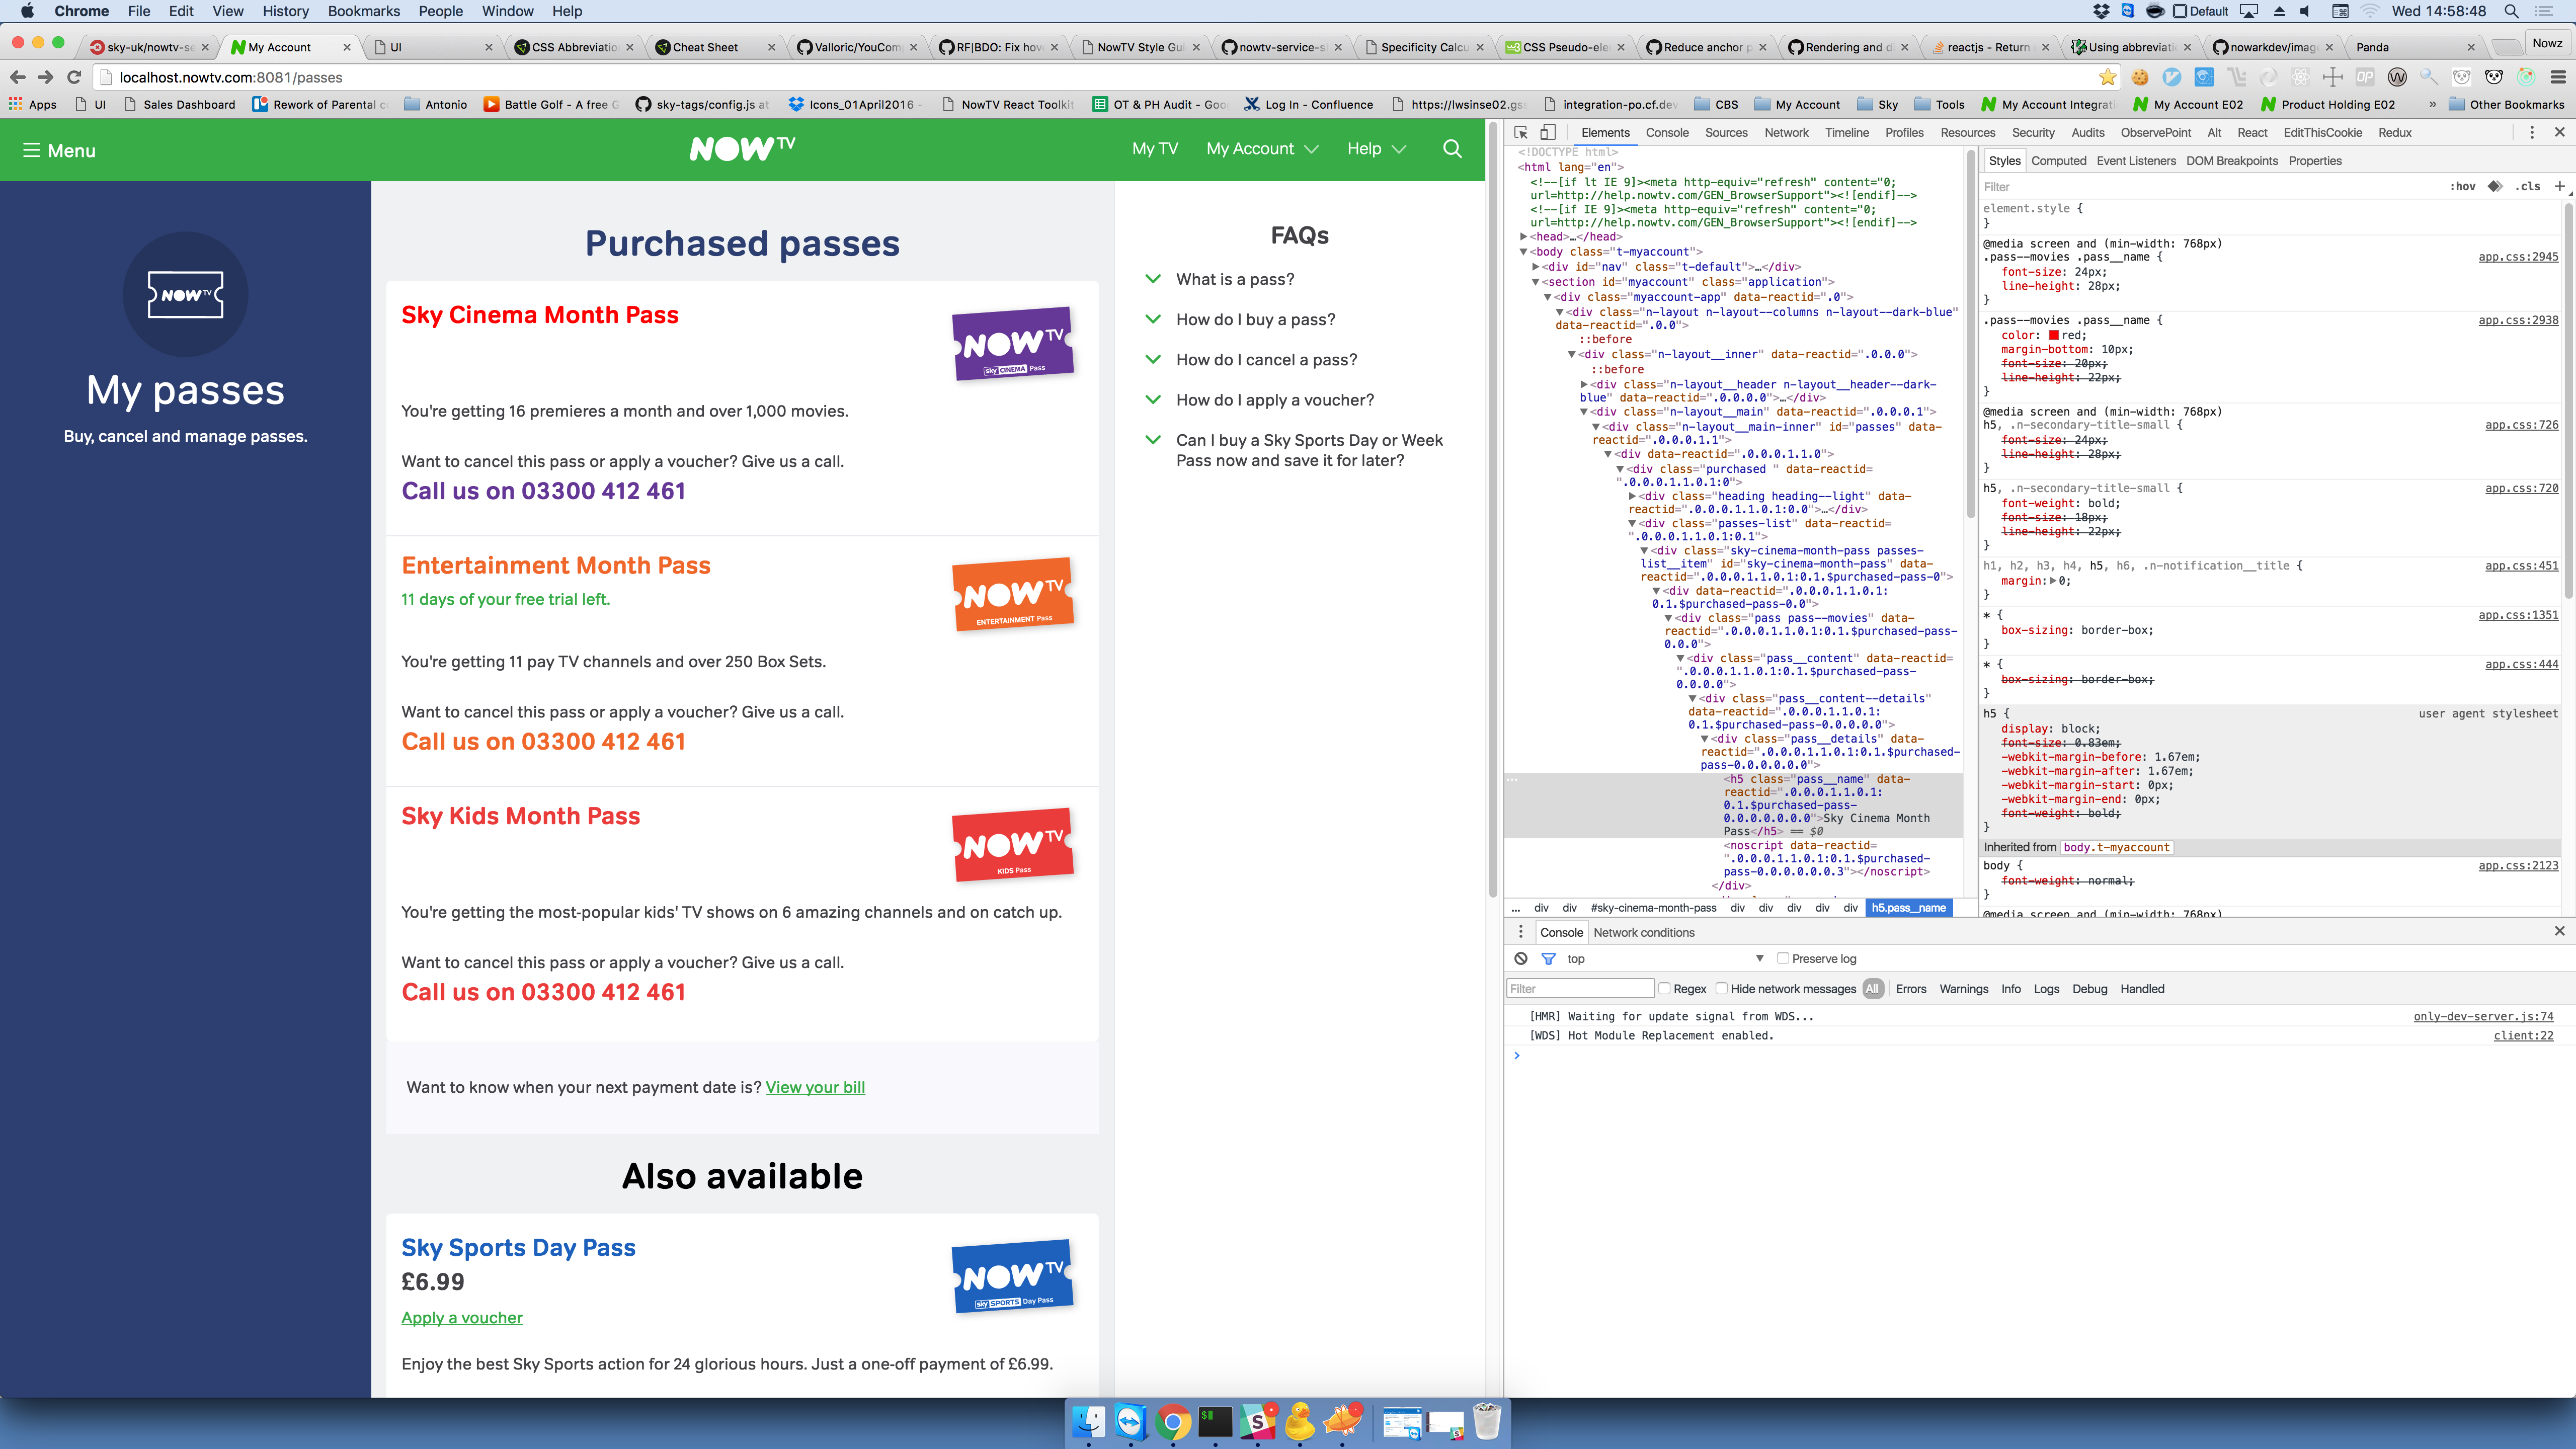 Chrome File Edit View History Bookmarks People Window Help
Default Wed 14:58:48
sky-uk/nowtv-se
My Account
UI
CSS Abbreviatio
Cheat Sheet
Valloric/YouCom
RF|BDO: Fix hov
NowTV Style Gui
nowtv-service-s
Specificity Calcu
CSS Pseudo-ele
Reduce anchor p
Rendering and d
reactjs - Return
Using abbreviati
nowarkdev/imag
Panda
Nowz
localhost.nowtv.com:8081/passes
Apps UI Sales Dashboard Rework of Parental c Antonio Battle Golf - A free G sky-tags/config.js at Icons_01April2016 - NowTV React Toolkit OT & PH Audit - Goo Log In - Confluence https://lwsinse02.gs integration-po.cf.dev CBS My Account Sky Tools My Account Integrati My Account E02 Product Holding E02 » Other Bookmarks
Menu
NOW TV
My TV My Account Help
NOW TV
My passes
Buy, cancel and manage passes.
Purchased passes
Sky Cinema Month Pass
NOW TV
sky CINEMA Pass
You're getting 16 premieres a month and over 1,000 movies.
Want to cancel this pass or apply a voucher? Give us a call.
Call us on 03300 412 461
Entertainment Month Pass
11 days of your free trial left.
NOW TV
ENTERTAINMENT Pass
You're getting 11 pay TV channels and over 250 Box Sets.
Want to cancel this pass or apply a voucher? Give us a call.
Call us on 03300 412 461
Sky Kids Month Pass
NOW TV
KIDS Pass
You're getting the most-popular kids' TV shows on 6 amazing channels and on catch up.
Want to cancel this pass or apply a voucher? Give us a call.
Call us on 03300 412 461
Want to know when your next payment date is? View your bill
Also available
Sky Sports Day Pass
£6.99
Apply a voucher
NOW TV
sky SPORTS Day Pass
Enjoy the best Sky Sports action for 24 glorious hours. Just a one-off payment of £6.99.
FAQs
What is a pass?
How do I buy a pass?
How do I cancel a pass?
How do I apply a voucher?
Can I buy a Sky Sports Day or Week
Pass now and save it for later?
Elements Console Sources Network Timeline Profiles Resources Security Audits ObservePoint Alt React EditThisCookie Redux
<!DOCTYPE html>
<html lang="en">
<!--[if lt IE 9]><meta http-equiv="refresh" content="0;
url=http://help.nowtv.com/GEN_BrowserSupport"><![endif]-->
<!--[if IE 9]><meta http-equiv="refresh" content="0;
url=http://help.nowtv.com/GEN_BrowserSupport"><![endif]-->
<head>…</head>
<body class="t-myaccount">
<div id="nav" class="t-default">…</div>
<section id="myaccount" class="application">
<div class="myaccount-app" data-reactid=".0">
<div class="n-layout n-layout--columns n-layout--dark-blue"
data-reactid=".0.0">
::before
<div class="n-layout__inner" data-reactid=".0.0.0">
::before
<div class="n-layout__header n-layout__header--dark-
blue" data-reactid=".0.0.0.0">…</div>
<div class="n-layout__main" data-reactid=".0.0.0.1">
<div class="n-layout__main-inner" id="passes" data-
reactid=".0.0.0.1.1">
<div data-reactid=".0.0.0.1.1.0">
<div class="purchased " data-reactid=
".0.0.0.1.1.0.1:0">
<div class="heading heading--light" data-
reactid=".0.0.0.1.1.0.1:0.0">…</div>
<div class="passes-list" data-reactid=
".0.0.0.1.1.0.1:0.1">
<div class="sky-cinema-month-pass passes-
list__item" id="sky-cinema-month-pass" data-
reactid=".0.0.0.1.1.0.1:0.1.$purchased-pass-0">
<div data-reactid=".0.0.0.1.1.0.1:
0.1.$purchased-pass-0.0">
<div class="pass pass--movies" data-
reactid=".0.0.0.1.1.0.1:0.1.$purchased-pass-
0.0.0">
<div class="pass__content" data-reactid=
".0.0.0.1.1.0.1:0.1.$purchased-pass-
0.0.0.0">
<div class="pass__content--details"
data-reactid=".0.0.0.1.1.0.1:
0.1.$purchased-pass-0.0.0.0.0">
<div class="pass__details" data-
reactid=".0.0.0.1.1.0.1:0.1.$purchased-
pass-0.0.0.0.0.0">
<h5 class="pass__name" data-
reactid=".0.0.0.1.1.0.1:
0.1.$purchased-pass-
0.0.0.0.0.0.0">Sky Cinema Month
Pass</h5> == $0
<noscript data-reactid=
".0.0.0.1.1.0.1:0.1.$purchased-
pass-0.0.0.0.0.0.3"></noscript>
</div>
... div div #sky-cinema-month-pass div div div div div h5.pass__name
Styles Computed Event Listeners DOM Breakpoints Properties
Filter :hov .cls +
element.style {
}
@media screen and (min-width: 768px)
.pass--movies .pass__name { app.css:2945
font-size: 24px;
line-height: 28px;
}
.pass--movies .pass__name { app.css:2938
color: red;
margin-bottom: 10px;
font-size: 20px;
line-height: 22px;
}
@media screen and (min-width: 768px)
h5, .n-secondary-title-small { app.css:726
font-size: 24px;
line-height: 28px;
}
h5, .n-secondary-title-small { app.css:720
font-weight: bold;
font-size: 18px;
line-height: 22px;
}
h1, h2, h3, h4, h5, h6, .n-notification__title { app.css:451
margin: 0;
}
* { app.css:1351
box-sizing: border-box;
}
* { app.css:444
box-sizing: border-box;
}
h5 { user agent stylesheet
display: block;
font-size: 0.83em;
-webkit-margin-before: 1.67em;
-webkit-margin-after: 1.67em;
-webkit-margin-start: 0px;
-webkit-margin-end: 0px;
font-weight: bold;
}
Inherited from body.t-myaccount
body { app.css:2123
font-weight: normal;
}
@media screen and (min-width: 768px)
Console Network conditions
top Preserve log
Filter Regex Hide network messages All Errors Warnings Info Logs Debug Handled
[HMR] Waiting for update signal from WDS... only-dev-server.js:74
[WDS] Hot Module Replacement enabled. client:22